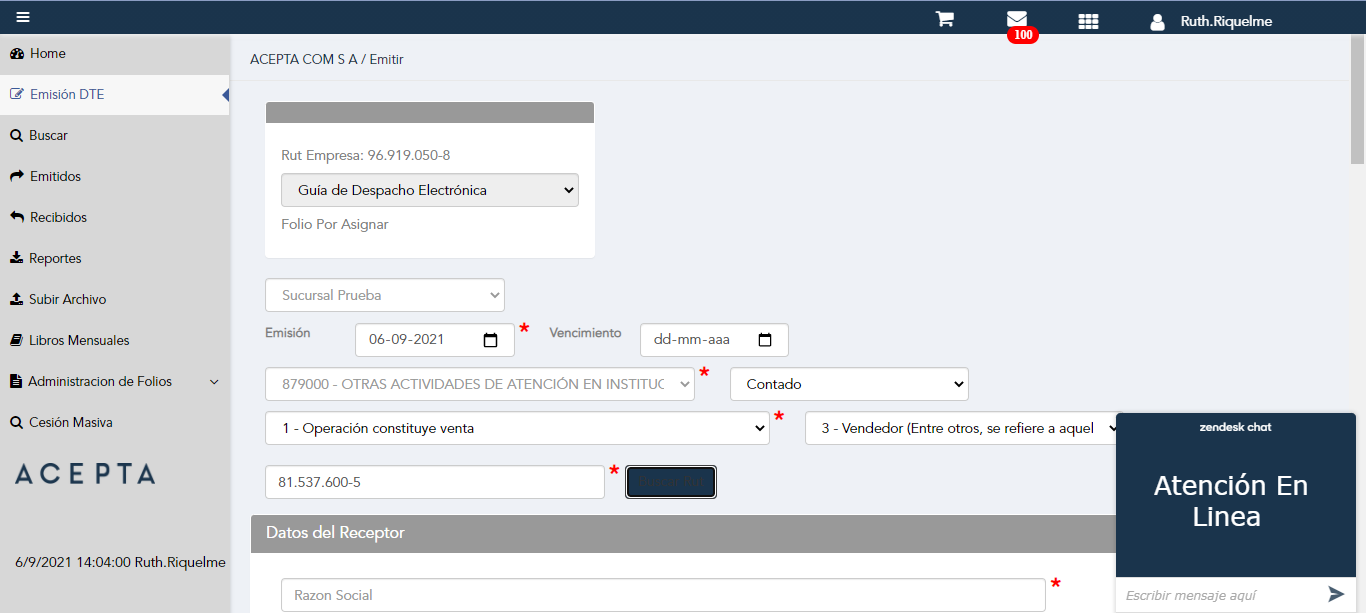 100
Ruth.Riquelme
Home
Emisión DTE
Buscar
Emitidos
Recibidos
Reportes
Subir Archivo
Libros Mensuales
Administracion de Folios
Cesión Masiva
ACEPTA
6/9/2021 14:04:00 Ruth.Riquelme
ACEPTA COM S A / Emitir
Rut Empresa: 96.919.050-8
Guía de Despacho Electrónica
Folio Por Asignar
Sucursal Prueba
Emisión 06-09-2021 * Vencimiento dd-mm-aaa
879000 - OTRAS ACTIVIDADES DE ATENCIÓN EN INSTITUC * Contado
1 - Operación constituye venta * 3 - Vendedor (Entre otros, se refiere a aquel
81.537.600-5 *
Datos del Receptor
Razon Social *
zendesk chat
Atención En
Linea
Escribir mensaje aquí